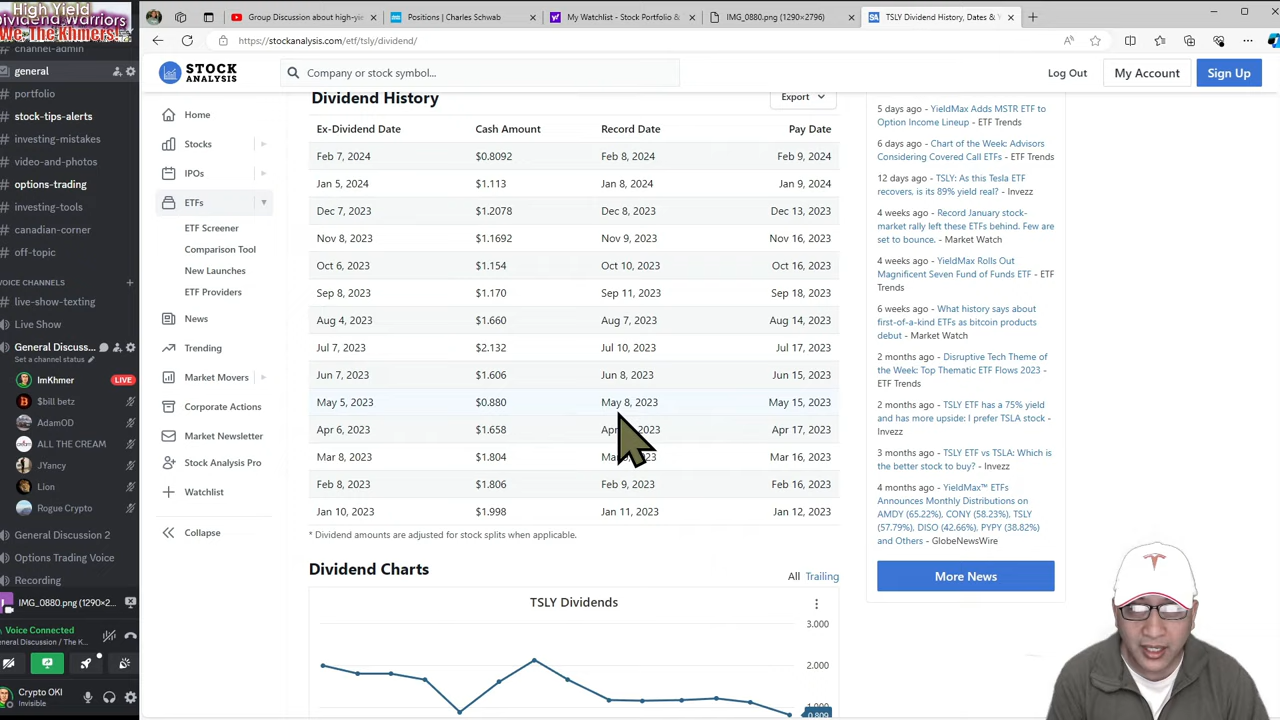 High Yield
Dividend Warriors
We The Khmers!
channel-admin
general
portfolio
stock-tips-alerts
investing-mistakes
video-and-photos
options-trading
investing-tools
canadian-corner
off-topic
VOICE CHANNELS
live-show-texting
Live Show
General Discuss...
Set a channel status
ImKhmer LIVE
$bill betz
AdamOD
ALL THE CREAM
JYancy
Lion
Rogue Crypto
General Discussion 2
Options Trading Voice
Recording
IMG_0880.png (1290×2...
Voice Connected
General Discussion / The K...
Crypto OKI
Invisible
Group Discussion about high-yie
Positions | Charles Schwab
My Watchlist - Stock Portfolio &
IMG_0880.png (1290×2796)
TSLY Dividend History, Dates & Y
https://stockanalysis.com/etf/tsly/dividend/
STOCK
ANALYSIS
Company or stock symbol...
Log Out
My Account
Sign Up
Home
Stocks
IPOs
ETFs
ETF Screener
Comparison Tool
New Launches
ETF Providers
News
Trending
Market Movers
Corporate Actions
Market Newsletter
Stock Analysis Pro
Watchlist
Collapse
Dividend History
Export
Ex-Dividend Date Cash Amount Record Date Pay Date
Feb 7, 2024 $0.8092 Feb 8, 2024 Feb 9, 2024
Jan 5, 2024 $1.113 Jan 8, 2024 Jan 9, 2024
Dec 7, 2023 $1.2078 Dec 8, 2023 Dec 13, 2023
Nov 8, 2023 $1.1692 Nov 9, 2023 Nov 16, 2023
Oct 6, 2023 $1.154 Oct 10, 2023 Oct 16, 2023
Sep 8, 2023 $1.170 Sep 11, 2023 Sep 18, 2023
Aug 4, 2023 $1.660 Aug 7, 2023 Aug 14, 2023
Jul 7, 2023 $2.132 Jul 10, 2023 Jul 17, 2023
Jun 7, 2023 $1.606 Jun 8, 2023 Jun 15, 2023
May 5, 2023 $0.880 May 8, 2023 May 15, 2023
Apr 6, 2023 $1.658 2023 Apr 17, 2023
Mar 8, 2023 $1.804 Mar 16, 2023
Feb 8, 2023 $1.806 Feb 9, 2023 Feb 16, 2023
Jan 10, 2023 $1.998 Jan 11, 2023 Jan 12, 2023
* Dividend amounts are adjusted for stock splits when applicable.
Dividend Charts
All Trailing
TSLY Dividends
3.000
2.000
1.000
0.809
5 days ago - YieldMax Adds MSTR ETF to
Option Income Lineup - ETF Trends
6 days ago - Chart of the Week: Advisors
Considering Covered Call ETFs - ETF Trends
12 days ago - TSLY: As this Tesla ETF
recovers, is its 89% yield real? - Invezz
4 weeks ago - Record January stock-
market rally left these ETFs behind. Few are
set to bounce. - Market Watch
4 weeks ago - YieldMax Rolls Out
Magnificent Seven Fund of Funds ETF - ETF
Trends
6 weeks ago - What history says about
first-of-a-kind ETFs as bitcoin products
debut - Market Watch
2 months ago - Disruptive Tech Theme of
the Week: Top Thematic ETF Flows 2023 -
ETF Trends
2 months ago - TSLY ETF has a 75% yield
and has more upside: I prefer TSLA stock -
Invezz
3 months ago - TSLY ETF vs TSLA: Which is
the better stock to buy? - Invezz
4 months ago - YieldMax™ ETFs
Announces Monthly Distributions on
AMDY (65.22%), CONY (58.23%), TSLY
(57.79%), DISO (42.66%), PYPY (38.82%)
and Others - GlobeNewsWire
More News